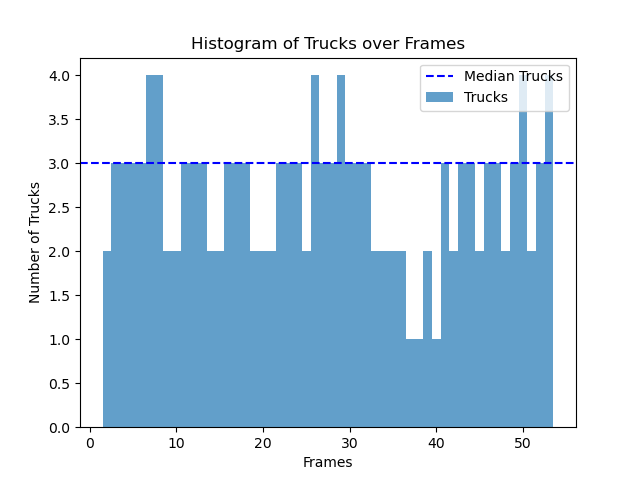 Histogram of Trucks over Frames
Median Trucks
Trucks
4.0
3.5
3.0
2.5
2.0
1.5
1.0
0.5
0.0
Number of Trucks
0 10 20 30 40 50
Frames